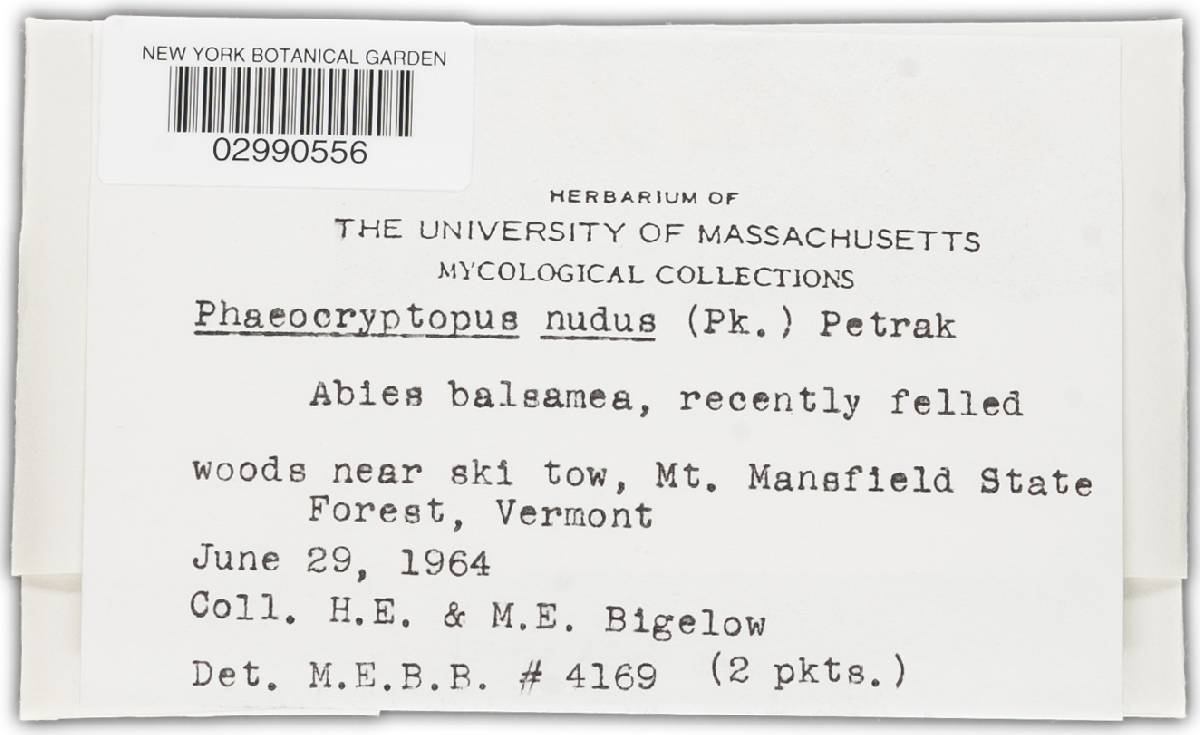 NEW YORK BOTANICAL GARDEN
02990556
HERBARIUM OF
THE UNIVERSITY OF MASSACHUSETTS
MYCOLOGICAL COLLECTIONS
Phaeocryptopus nudus (Pk.) Petrak
Abies balsamea, recently felled
woods near ski tow, Mt. Mansfield State
Forest, Vermont
June 29, 1964
Coll. H.E. & M.E. Bigelow
Det. M.E.B.B. # 4169 (2 pkts.)